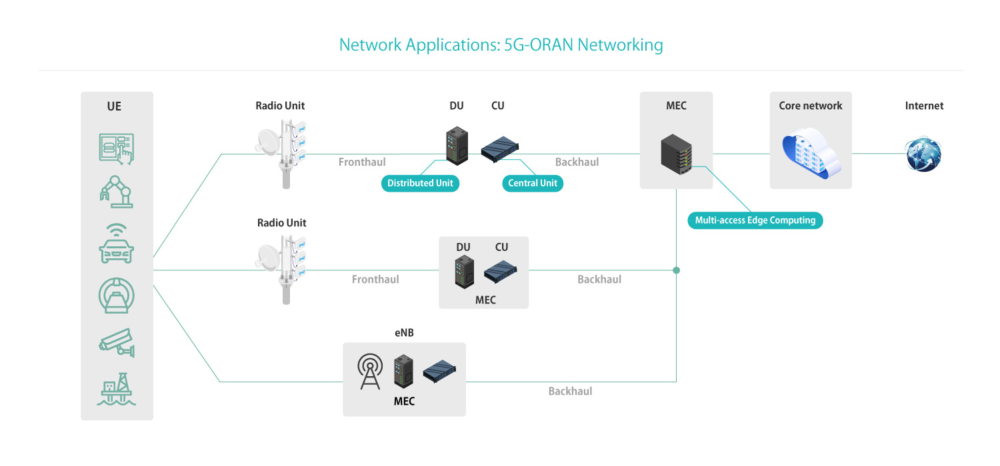 Network Applications: 5G-ORAN Networking
UE
Radio Unit
DU
CU
MEC
Core network
Internet
Fronthaul
Backhaul
Distributed Unit
Central Unit
Multi-access Edge Computing
Radio Unit
DU
CU
Fronthaul
Backhaul
MEC
eNB
Backhaul
MEC